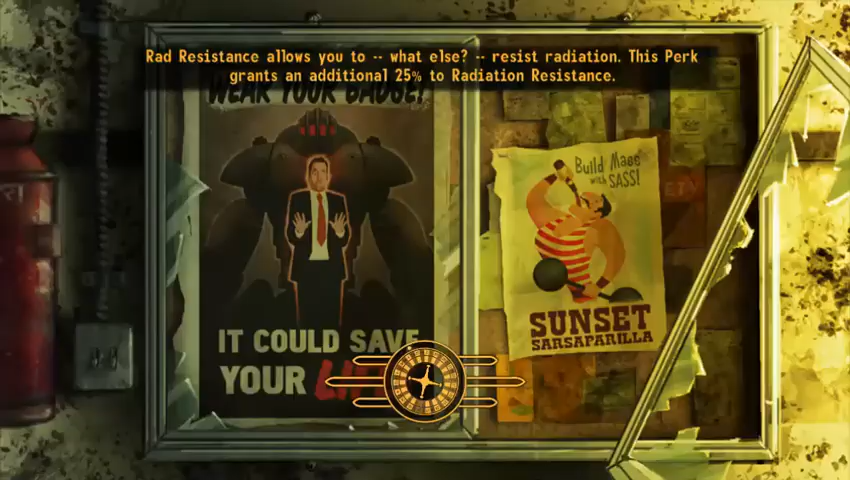 Rad Resistance allows you to -- what else? -- resist radiation. This Perk
grants an additional 25% to Radiation Resistance.
WEAR YOUR BADGE!
IT COULD SAVE
YOUR
Build Mass
with SASS!
SUNSET
SARSAPARILLA